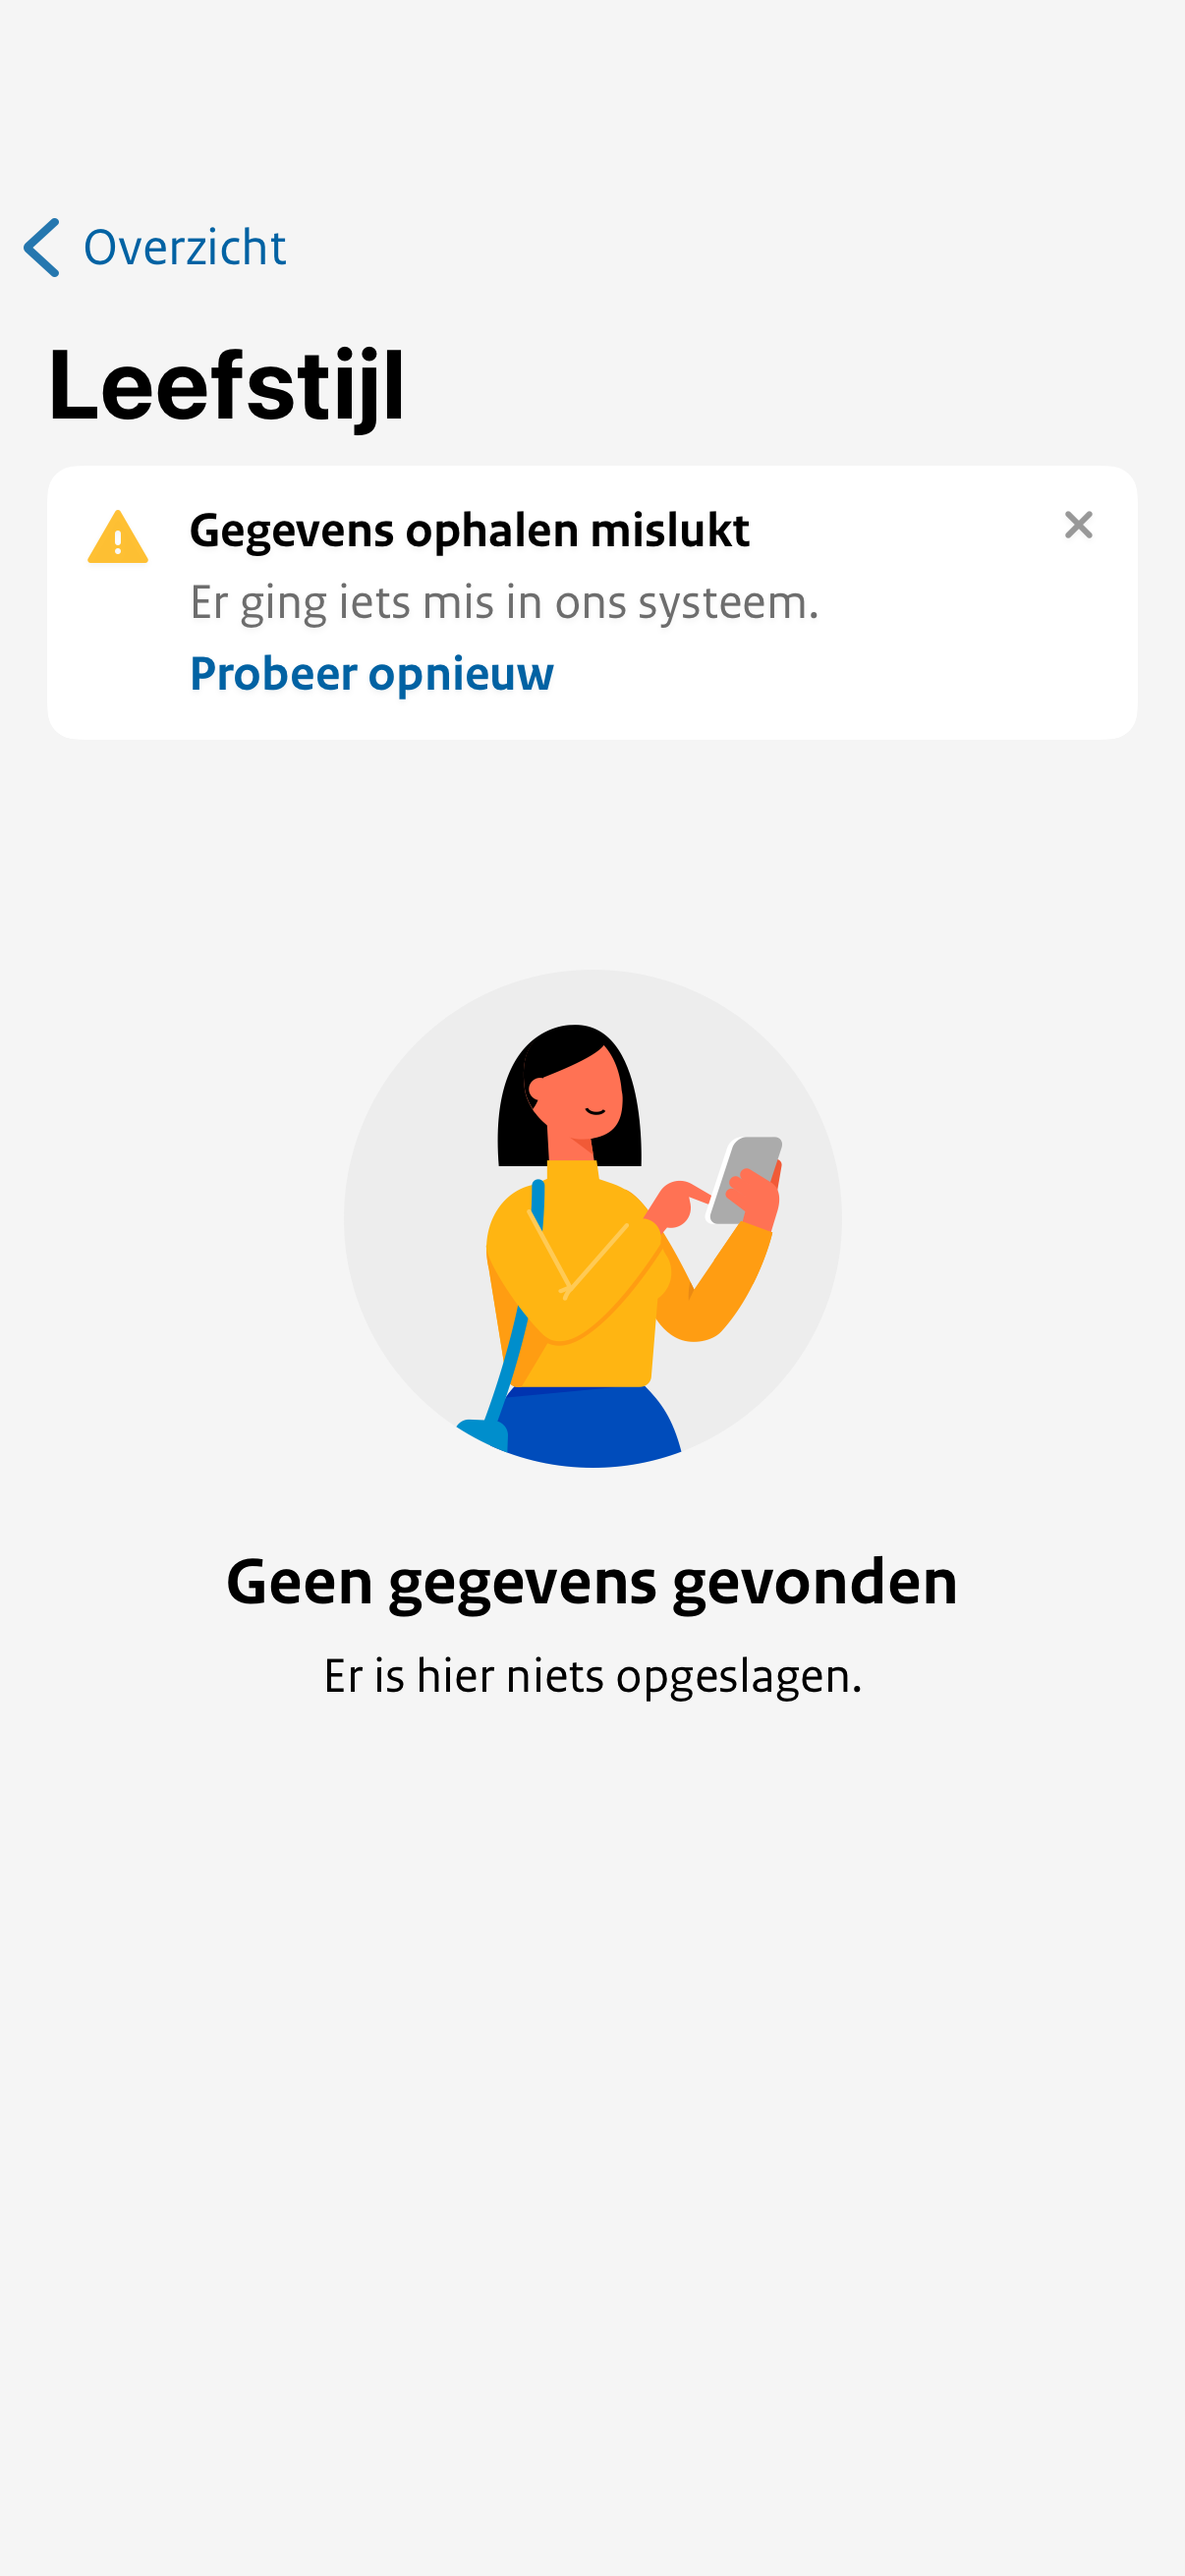 Overzicht
Leefstijl
Gegevens ophalen mislukt
Er ging iets mis in ons systeem.
Probeer opnieuw
Geen gegevens gevonden
Er is hier niets opgeslagen.